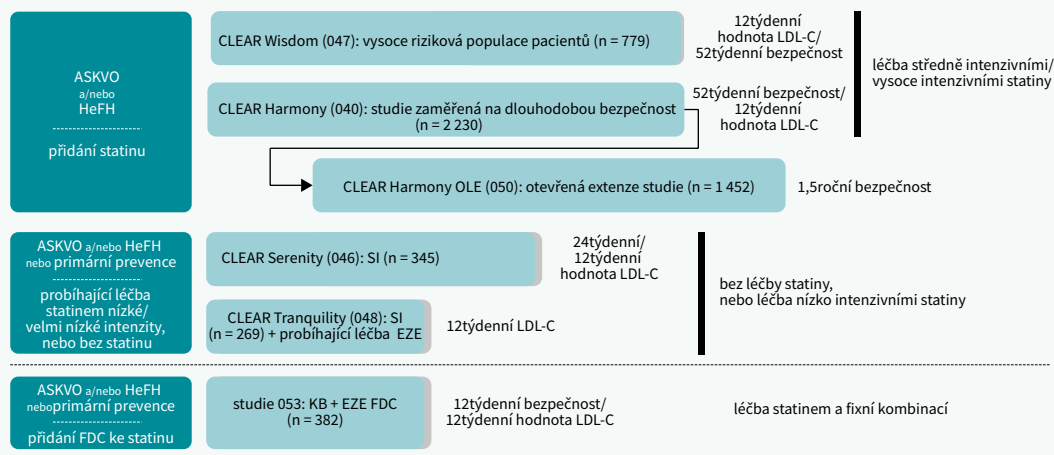 ASKVO
a/nebo
HeFH
přidání statinu
CLEAR Wisdom (047): vysoce riziková populace pacientů (n = 779)
12týdenní
hodnota LDL-C/
52týdenní bezpečnost
CLEAR Harmony (040): studie zaměřená na dlouhodobou bezpečnost
(n = 2 230)
52týdenní bezpečnost/
12týdenní
hodnota LDL-C
léčba středně intenzivními/
vysoce intenzivními statiny
CLEAR Harmony OLE (050): otevřená extenze studie (n = 1 452)
1,5roční bezpečnost
ASKVO a/nebo HeFH
nebo primární prevence
probíhající léčba
statinem nízké/
velmi nízké intenzity,
nebo bez statinu
CLEAR Serenity (046): SI (n = 345)
24týdenní/
12týdenní
hodnota LDL-C
CLEAR Tranquility (048): SI
(n = 269) + probíhající léčba EZE
12týdenní LDL-C
bez léčby statiny,
nebo léčba nízko intenzivními statiny
ASKVO a/nebo HeFH
neboprimární prevence
přidání FDC ke statinu
studie 053: KB + EZE FDC
(n = 382)
12týdenní bezpečnost/
12týdenní hodnota LDL-C
léčba statinem a fixní kombinací